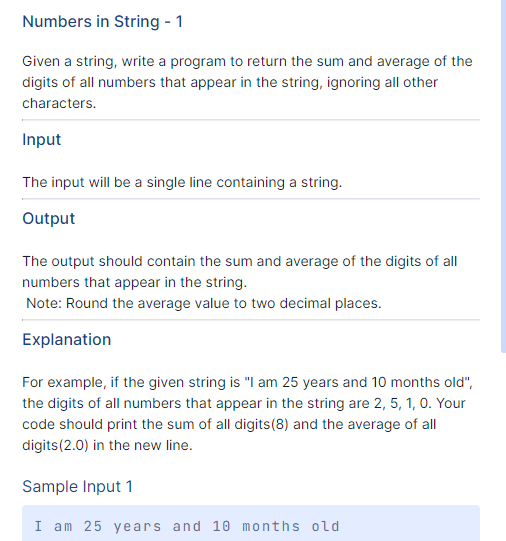 Numbers in String - 1
Given a string, write a program to return the sum and average of the
digits of all numbers that appear in the string, ignoring all other
characters.
Input
The input will be a single line containing a string.
Output
The output should contain the sum and average of the digits of all
numbers that appear in the string.
Note: Round the average value to two decimal places.
Explanation
For example, if the given string is "I am 25 years and 10 months old",
the digits of all numbers that appear in the string are 2, 5, 1, 0. Your
code should print the sum of all digits(8) and the average of all
digits(2.0) in the new line.
Sample Input 1
I am 25 years and 10 months old